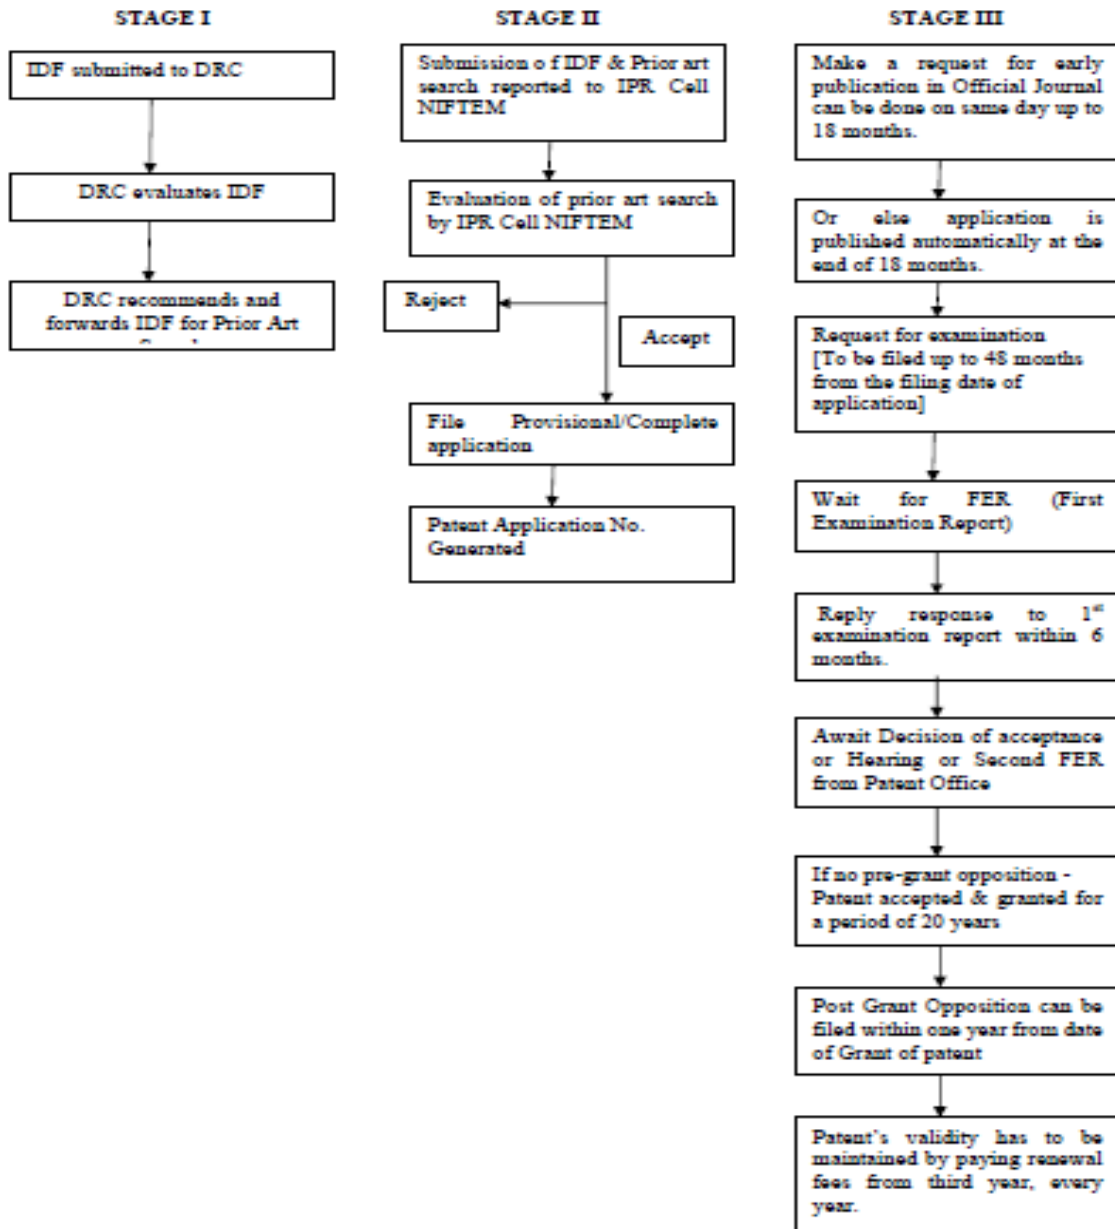 STAGE I
IDF submitted to DRC
DRC evaluates IDF
DRC recommends and
forwards IDF for Prior Art
STAGE II
Submission o f IDF & Prior art
search reported to IPR Cell
NIFTEM
Evaluation of prior art search
by IPR Cell NIFTEM
Reject
Accept
File Provisional/Complete
application
Patent Application No.
Generated
STAGE III
Make a request for early
publication in Official Journal
can be done on same day up to
18 months.
Or else application is
published automatically at the
end of 18 months.
Request for examination
[To be filed up to 48 months
from the filing date of
application]
Wait for FER (First
Examination Report)
Reply response to 1st
examination report within 6
months.
Await Decision of acceptance
or Hearing or Second FER
from Patent Office
If no pre-grant opposition -
Patent accepted & granted for
a period of 20 years
Post Grant Opposition can be
filed within one year from date
of Grant of patent
Patent's validity has to be
maintained by paying renewal
fees from third year, every
year.